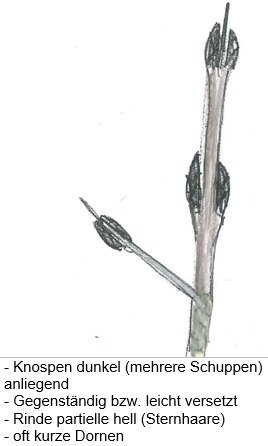 - Knospen dunkel (mehrere Schuppen)
anliegend
- Gegenständig bzw. leicht versetzt
- Rinde partielle hell (Sternhaare)
- oft kurze Dornen